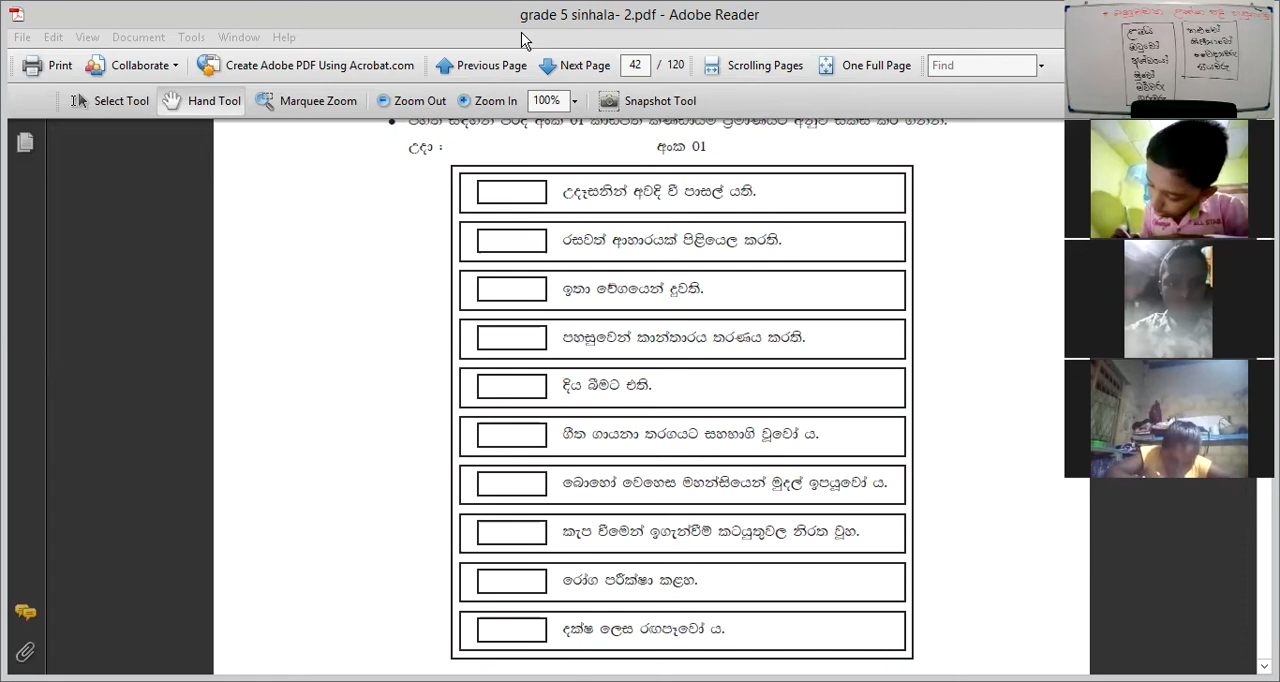 grade 5 sinhala- 2.pdf - Adobe Reader
File Edit View Document Tools Window Help
Print Collaborate Create Adobe PDF Using Acrobat.com Previous Page Next Page 42 / 120 Scrolling Pages One Full Page Find
Select Tool Hand Tool Marquee Zoom Zoom Out Zoom In 100% Snapshot Tool
උදා : අංක 01
උදෑසනින් අවදි වී පාසල් යති.
රසවත් ආහාරයක් පිළියෙල කරති.
ඉතා වේගයෙන් දුවති.
පහසුවෙන් කාන්තාරය තරණය කරති.
දිය බීමට එති.
ගීත ගායනා තරගයට සහභාගි වූවෝ ය.
බොහෝ වෙහෙස මහන්සියෙන් මුදල් ඉපයූවෝ ය.
කැප වීමෙන් ඉගැන්වීම් කටයුතුවල නිරත වූහ.
රෝග පරීක්ෂා කළහ.
දක්ෂ ලෙස රඟපෑවෝ ය.